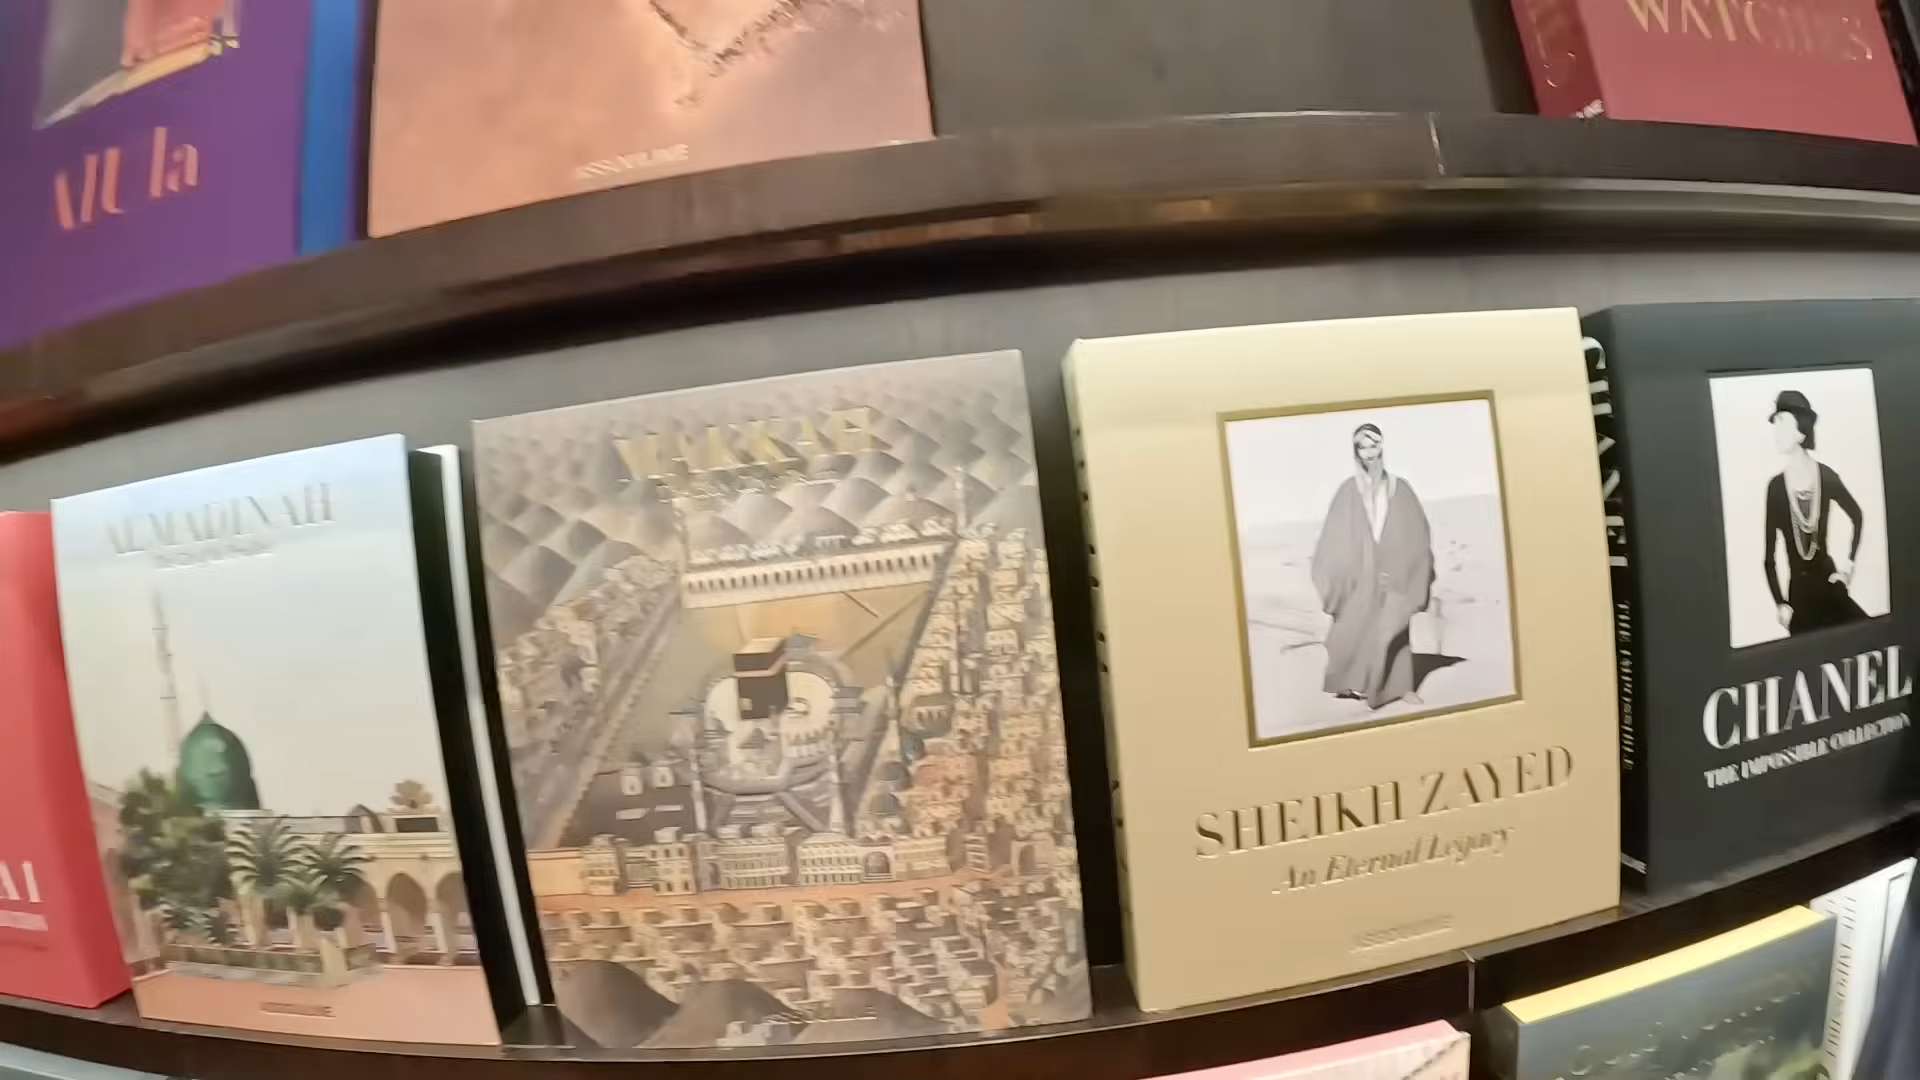 AlUla
ASSOULINE
WATCHES
AL MADINAH
ASSOULINE
MAKKAH
ASSOULINE
SHEIKH ZAYED
An Eternal Legacy
ASSOULINE
CHANEL
THE IMPOSSIBLE
CHANEL
THE IMPOSSIBLE COLLECTION